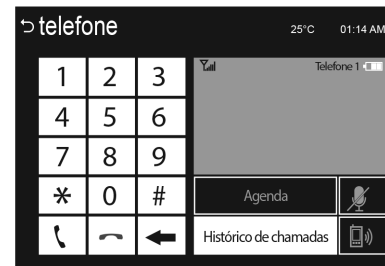 telefone 25°C 01:14 AM
Telefone 1
1 2 3
4 5 6
7 8 9
* 0 #
Agenda
Histórico de chamadas